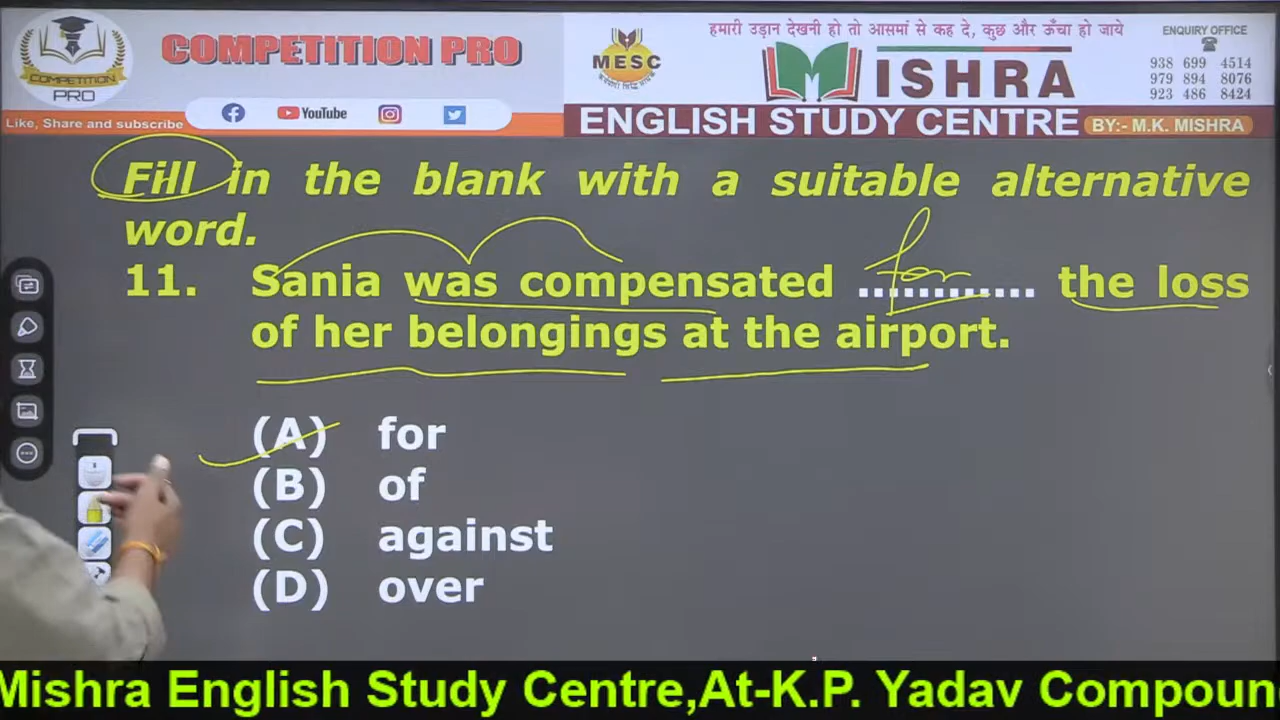 COMPETITION PRO
COMPETITION
PRO
Like, Share and subscribe
YouTube
MESC
हमारी उड़ान देखनी हो तो आसमां से कह दे, कुछ और ऊँचा हो जाये
ISHRA
ENGLISH STUDY CENTRE
BY:- M.K. MISHRA
ENQUIRY OFFICE
938 699 4514
979 894 8076
923 486 8424
Fill in the blank with a suitable alternative
word.
11. Sania was compensated ............ the loss
for
of her belongings at the airport.
(A) for
(B) of
(C) against
(D) over
Mishra English Study Centre,At-K.P. Yadav Compoun